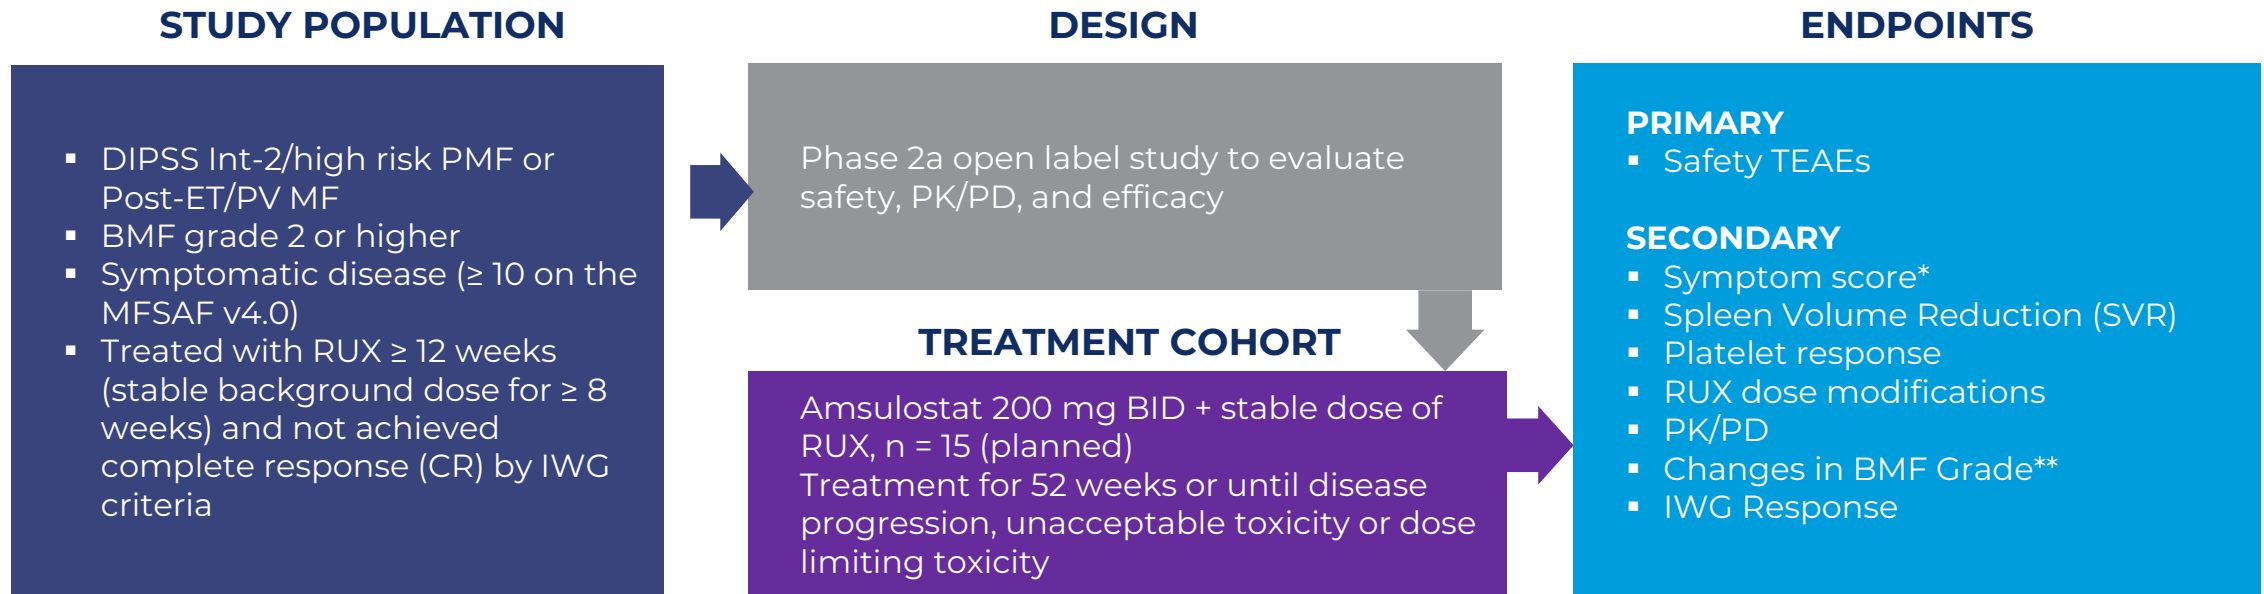 STUDY POPULATION
▪ DIPSS Int-2/high risk PMF or
Post-ET/PV MF
▪ BMF grade 2 or higher
▪ Symptomatic disease (≥ 10 on the
MFSAF v4.0)
▪ Treated with RUX ≥ 12 weeks
(stable background dose for ≥ 8
weeks) and not achieved
complete response (CR) by IWG
criteria
DESIGN
Phase 2a open label study to evaluate
safety, PK/PD, and efficacy
TREATMENT COHORT
Amsulostat 200 mg BID + stable dose of
RUX, n = 15 (planned)
Treatment for 52 weeks or until disease
progression, unacceptable toxicity or dose
limiting toxicity
ENDPOINTS
PRIMARY
▪ Safety TEAEs
SECONDARY
▪ Symptom score*
▪ Spleen Volume Reduction (SVR)
▪ Platelet response
▪ RUX dose modifications
▪ PK/PD
▪ Changes in BMF Grade**
▪ IWG Response